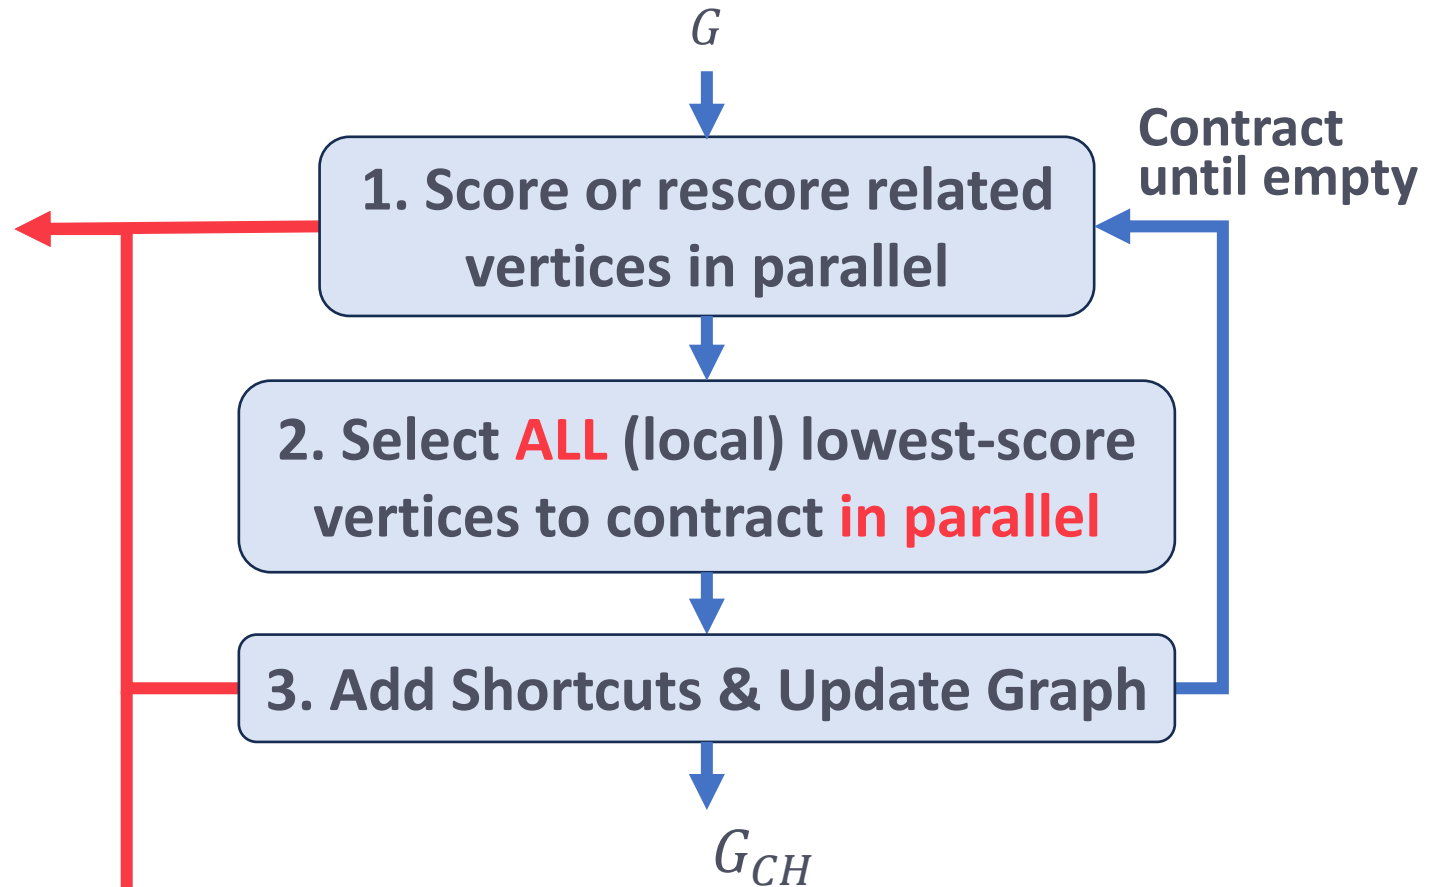 G
Contract
until empty
1. Score or rescore related
vertices in parallel
2. Select ALL (local) lowest-score
vertices to contract in parallel
3. Add Shortcuts & Update Graph
G_CH